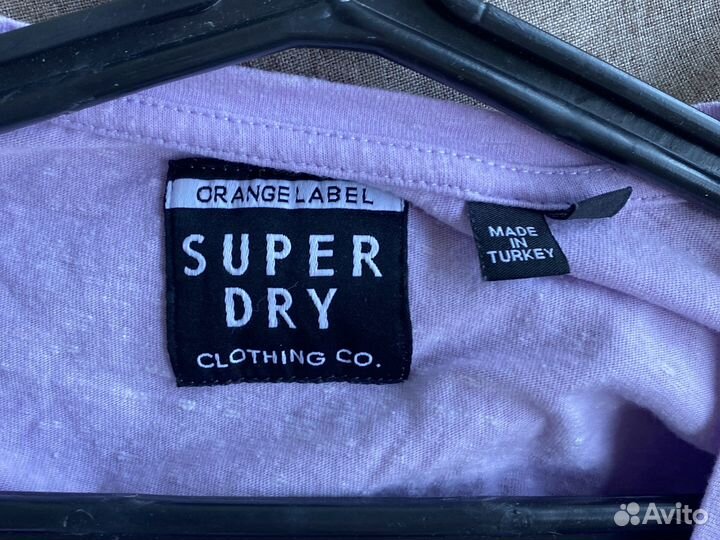 ORANGE LABEL
SUPER
DRY
CLOTHING CO.
MADE
IN
TURKEY
Avito